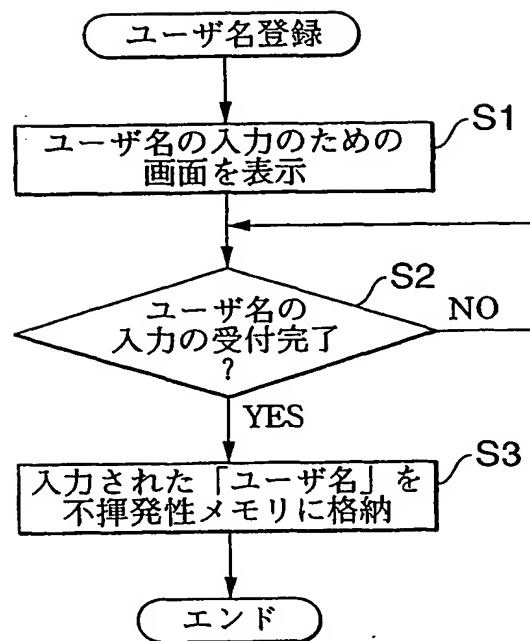 ユーザ名登録
S1
ユーザ名の入力のための
画面を表示
S2
ユーザ名の
入力の受付完了
?
NO
YES
S3
入力された「ユーザ名」を
不揮発性メモリに格納
エンド